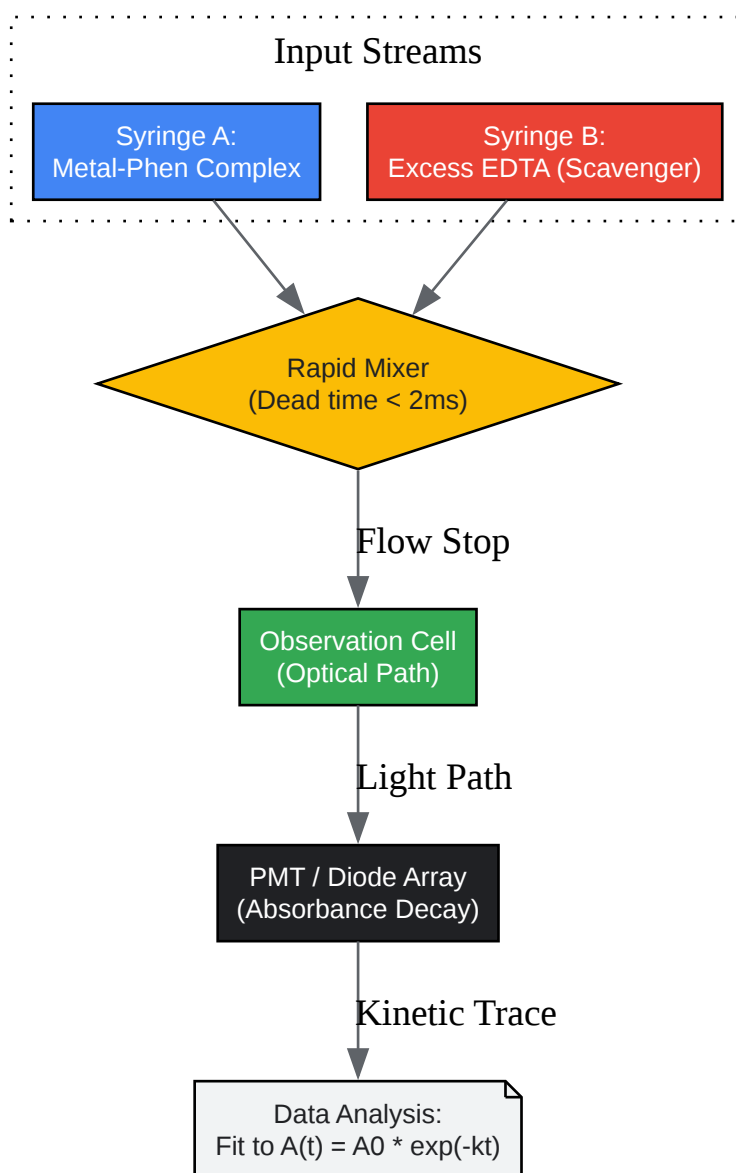 Input Streams
Syringe A:
Metal-Phen Complex
Syringe B:
Excess EDTA (Scavenger)
Rapid Mixer
(Dead time < 2ms)
Flow Stop
Observation Cell
(Optical Path)
Light Path
PMT / Diode Array
(Absorbance Decay)
Kinetic Trace
Data Analysis:
Fit to A(t) = A0 * exp(-kt)